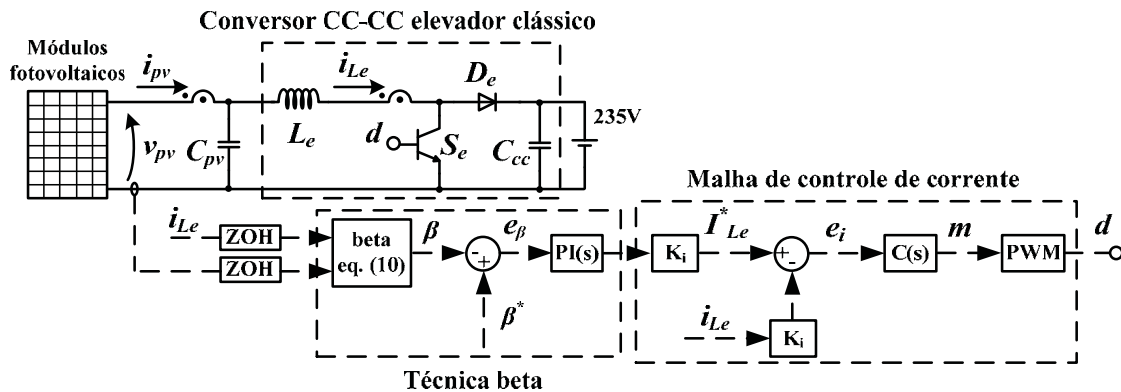 Conversor CC-CC elevador clássico
Módulos
fotovoltaicos
i_pv
i_Le
D_e
v_pv
C_pv
L_e
d
S_e
C_cc
235V
Malha de controle de corrente
i_Le
ZOH
ZOH
beta
eq. (10)
β
-
+
e_β
PI(s)
β*
K_i
I*_Le
+
-
e_i
C(s)
m
PWM
d
i_Le
K_i
Técnica beta